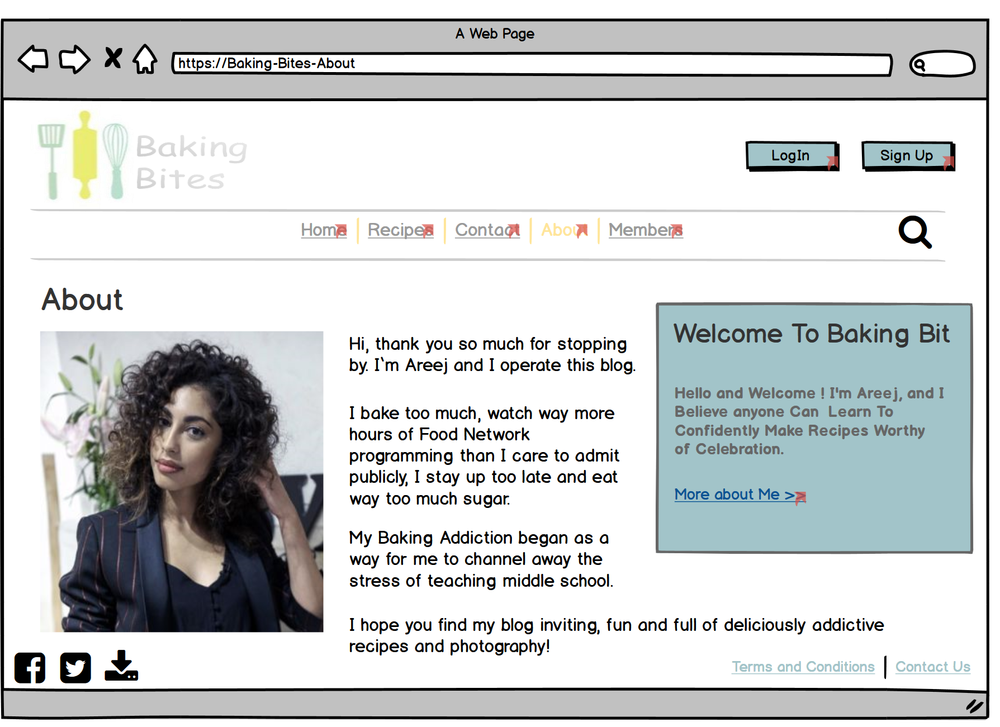 A Web Page
https://Baking-Bites-About
Baking
Bites
LogIn
Sign Up
Home
Recipes
Contact
About
Members
About
Hi, thank you so much for stopping
by. I`m Areej and I operate this blog.
I bake too much, watch way more
hours of Food Network
programming than I care to admit
publicly, I stay up too late and eat
way too much sugar.
My Baking Addiction began as a
way for me to channel away the
stress of teaching middle school.
I hope you find my blog inviting, fun and full of deliciously addictive
recipes and photography!
Welcome To Baking Bit
Hello and Welcome ! I'm Areej, and I
Believe anyone Can  Learn To
Confidently Make Recipes Worthy
of Celebration.
More about Me >>
Terms and Conditions
Contact Us